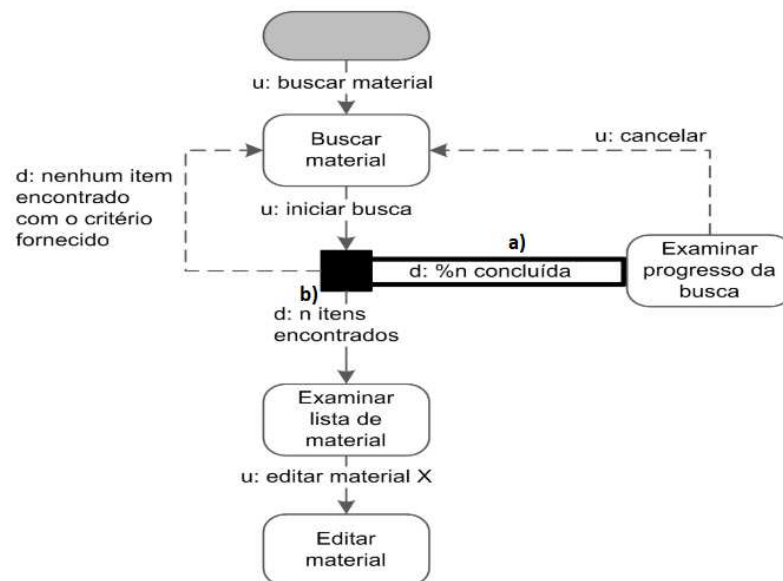 u: buscar material
Buscar
material
u: cancelar
d: nenhum item
encontrado
com o critério
fornecido
u: iniciar busca
a)
d: %n concluída
Examinar
progresso da
busca
b)
d: n itens
encontrados
Examinar
lista de
material
u: editar material X
Editar
material